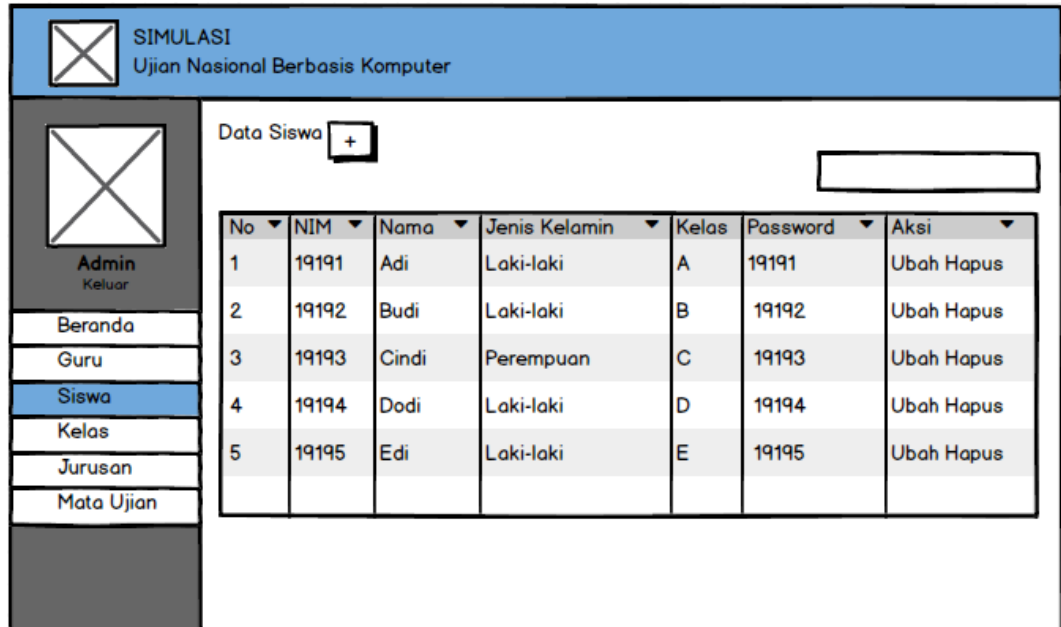 SIMULASI
Ujian Nasional Berbasis Komputer
Admin
Keluar
Beranda
Guru
Siswa
Kelas
Jurusan
Mata Ujian
Data Siswa +
No NIM Nama Jenis Kelamin Kelas Password Aksi
1 19191 Adi Laki-laki A 19191 Ubah Hapus
2 19192 Budi Laki-laki B 19192 Ubah Hapus
3 19193 Cindi Perempuan C 19193 Ubah Hapus
4 19194 Dodi Laki-laki D 19194 Ubah Hapus
5 19195 Edi Laki-laki E 19195 Ubah Hapus